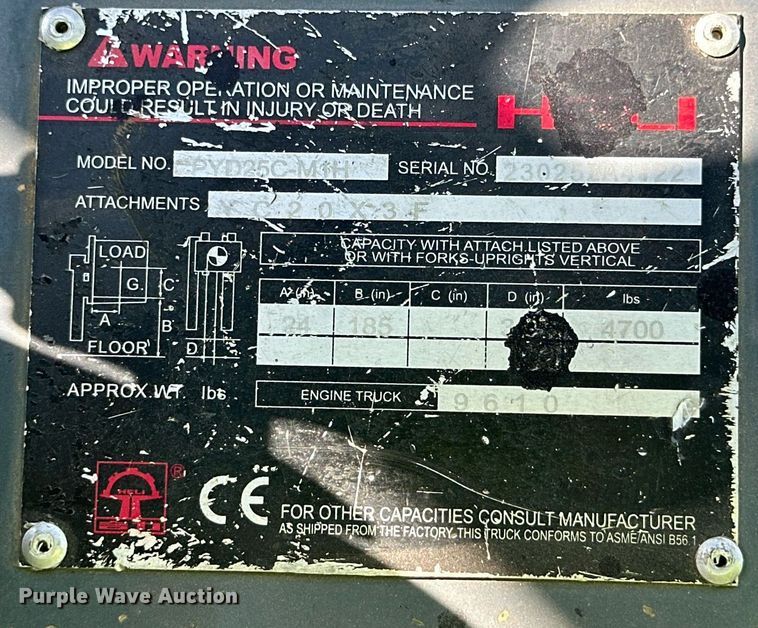 WARNING
IMPROPER OPERATION OR MAINTENANCE
COULD RESULT IN INJURY OR DEATH
MODEL NO. SERIAL NO.
ATTACHMENTS
CAPACITY WITH ATTACH.LISTED ABOVE
OR WITH FORKS-UPRIGHTS VERTICAL
LOAD
G
C
A
B
FLOOR
D
A (in) B (in) C (in) D (in) lbs
24 185 4700
APPROX.WT. lbs ENGINE TRUCK 9610
HELI
®
CE
FOR OTHER CAPACITIES CONSULT MANUFACTURER
AS SHIPPED FROM THE FACTORY THIS TRUCK CONFORMS TO ASME/ANSI B56.1
Purple Wave Auction